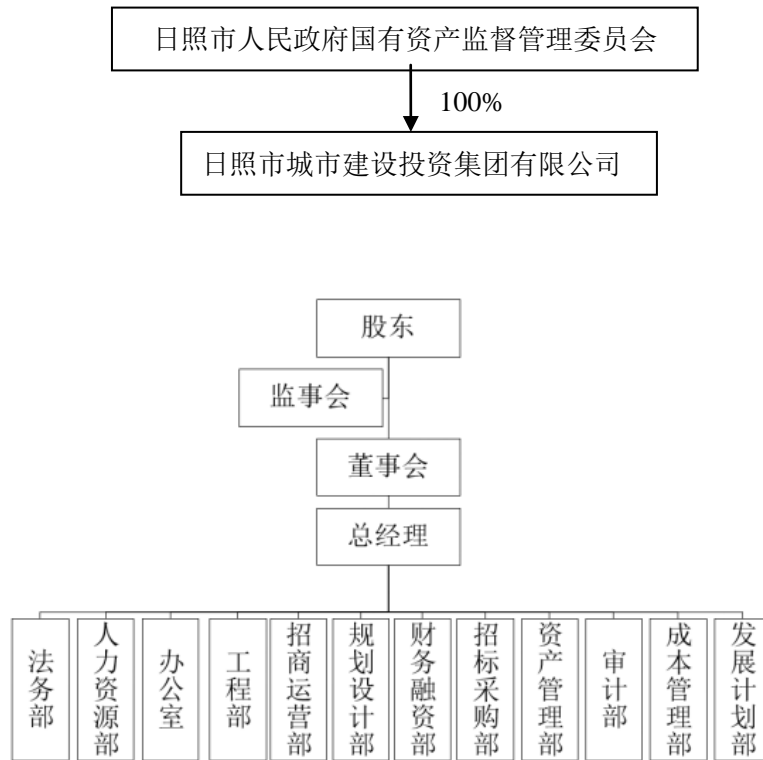 日照市人民政府国有资产监督管理委员会
100%
日照市城市建设投资集团有限公司
股东
监事会
董事会
总经理
法务部
人力资源部
办公室
工程部
招商运营部
规划设计部
财务融资部
招标采购部
资产管理部
审计部
成本管理部
发展计划部